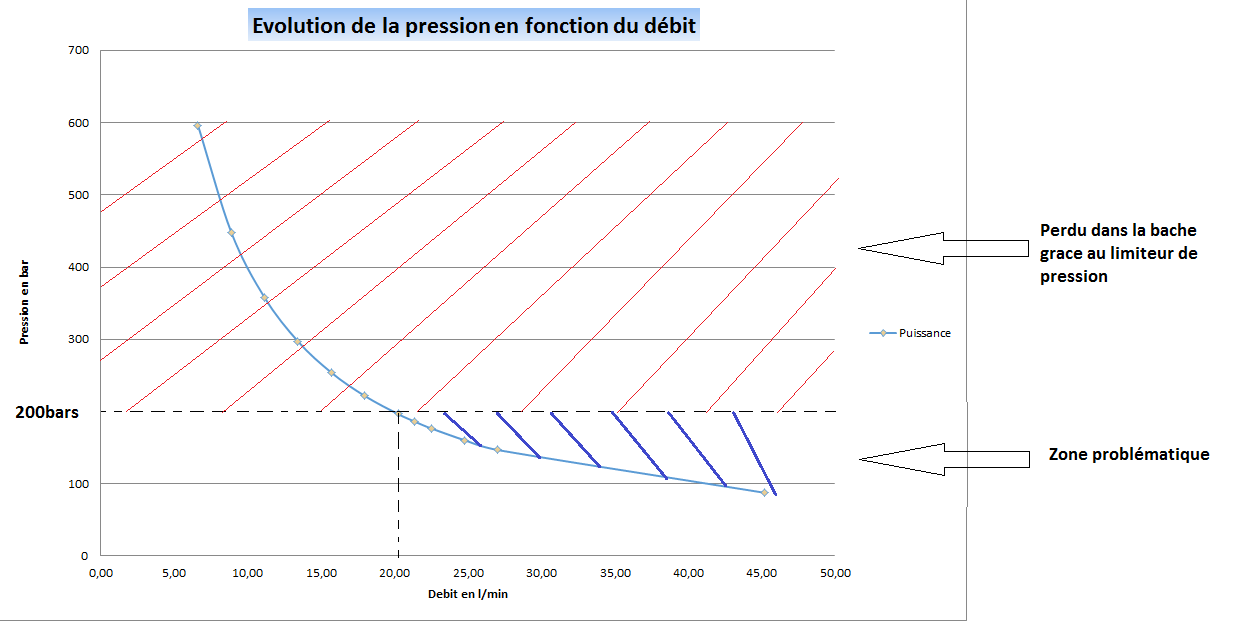 Evolution de la pression en fonction du débit
700
600
500
400
300
200bars
100
0
Pression en bar
0,00 5,00 10,00 15,00 20,00 25,00 30,00 35,00 40,00 45,00 50,00
Debit en l/min
Puissance
Perdu dans la bache
grace au limiteur de
pression
Zone problématique